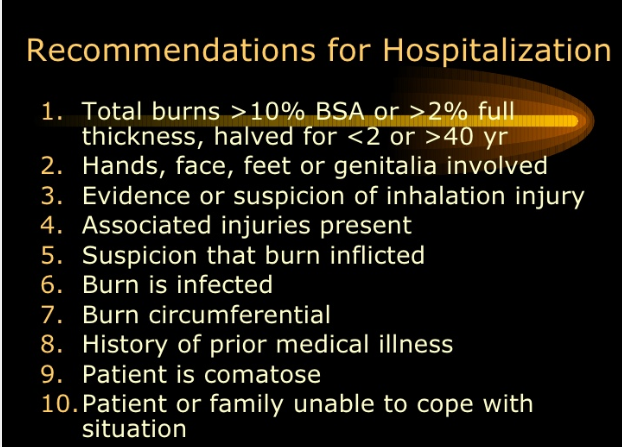 Recommendations for Hospitalization
1. Total burns >10% BSA or >2% full
thickness, halved for <2 or >40 yr
2. Hands, face, feet or genitalia involved
3. Evidence or suspicion of inhalation injury
4. Associated injuries present
5. Suspicion that burn inflicted
6. Burn is infected
7. Burn circumferential
8. History of prior medical illness
9. Patient is comatose
10. Patient or family unable to cope with
situation